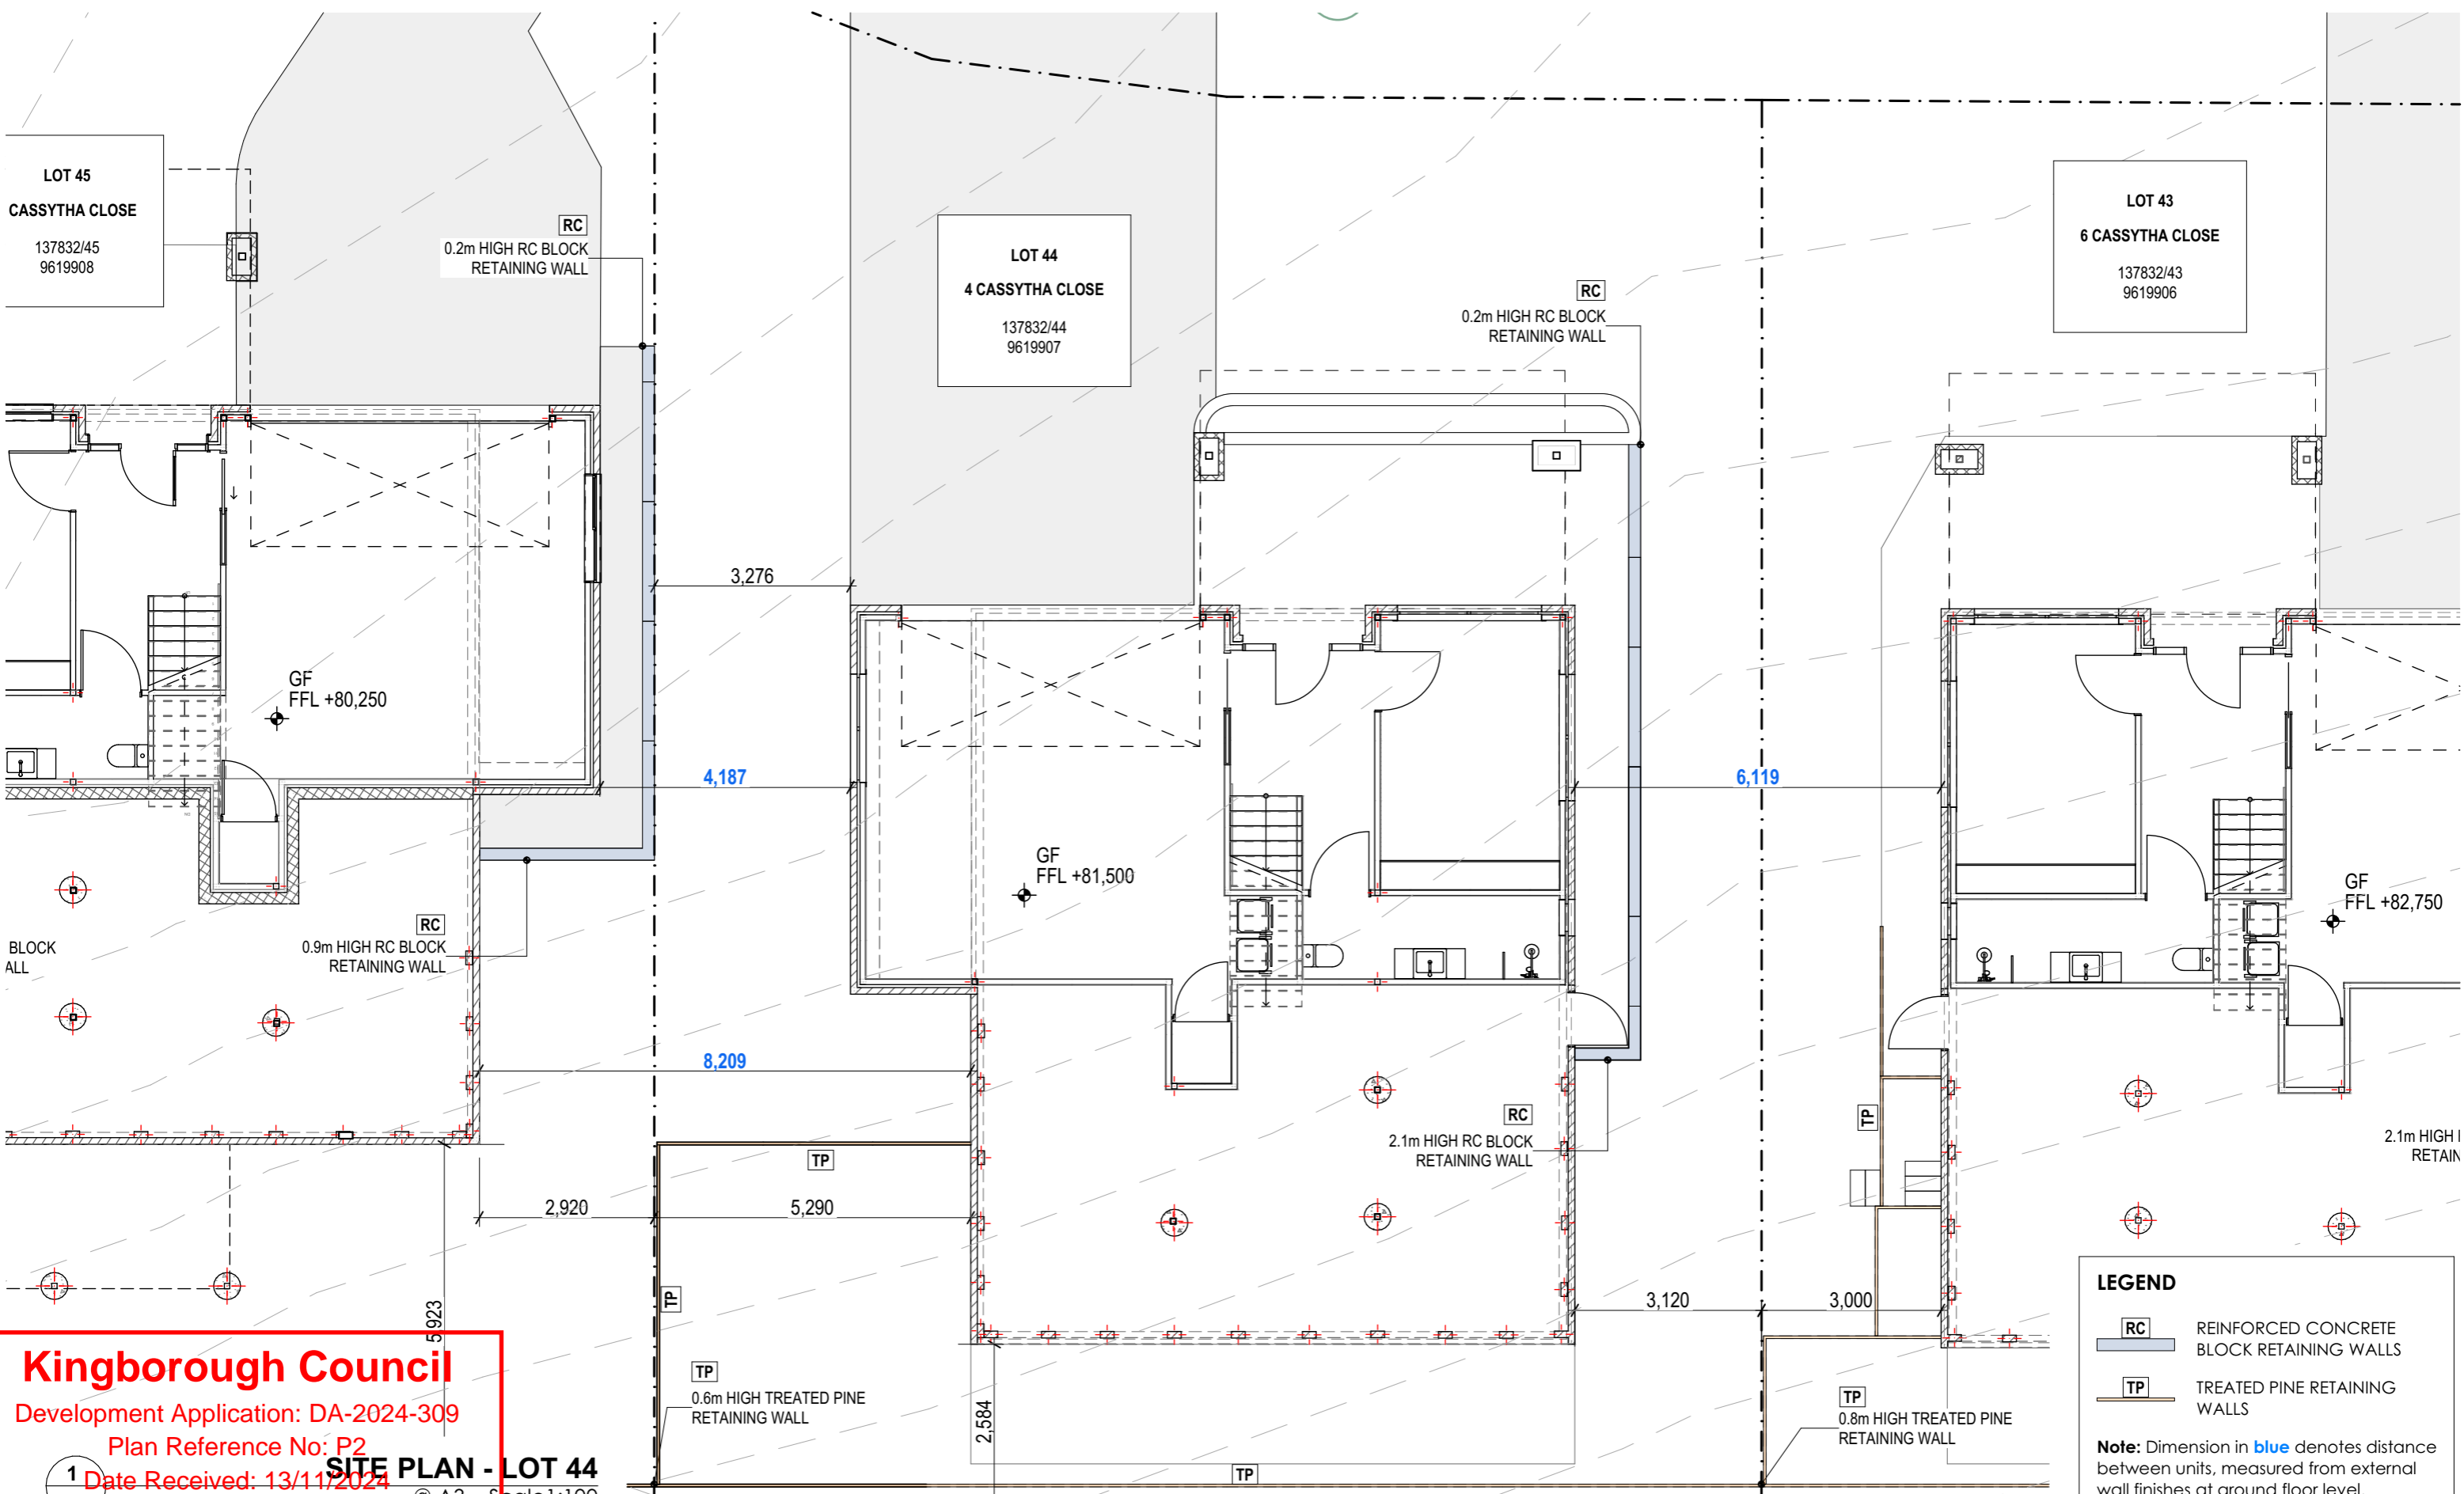 LOT 45
CASSYTHA CLOSE
137832/45
9619908
RC
0.2m HIGH RC BLOCK
RETAINING WALL
LOT 44
4 CASSYTHA CLOSE
137832/44
9619907
RC
0.2m HIGH RC BLOCK
RETAINING WALL
LOT 43
6 CASSYTHA CLOSE
137832/43
9619906
3,276
GF
FFL +80,250
4,187
6,119
GF
FFL +81,500
GF
FFL +82,750
BLOCK
ALL
RC
0.9m HIGH RC BLOCK
RETAINING WALL
8,209
RC
2.1m HIGH RC BLOCK
RETAINING WALL
TP
2.1m HIGH
RETAIN
TP
2,920
5,290
TP
5,923
3,120
3,000
TP
0.6m HIGH TREATED PINE
RETAINING WALL
2,584
TP
0.8m HIGH TREATED PINE
RETAINING WALL
TP
LEGEND
RC
REINFORCED CONCRETE
BLOCK RETAINING WALLS
TP
TREATED PINE RETAINING
WALLS
Note: Dimension in blue denotes distance
between units, measured from external
wall finishes at ground floor level.
Kingborough Council
Development Application: DA-2024-309
Plan Reference No: P2
Date Received: 13/11/2024
1
SITE PLAN - LOT 44
@ A3 Scale 1:100